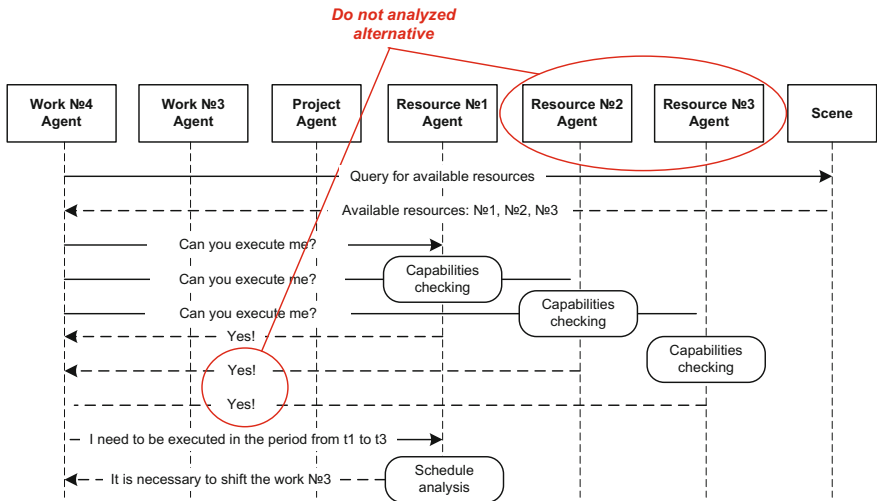 Do not analyzed
alternative
Work №4
Agent
Work №3
Agent
Project
Agent
Resource №1
Agent
Resource №2
Agent
Resource №3
Agent
Scene
Query for available resources
Available resources: №1, №2, №3
Can you execute me?
Can you execute me?
Capabilities
checking
Can you execute me?
Capabilities
checking
Yes!
Capabilities
checking
Yes!
Yes!
I need to be executed in the period from t1 to t3
It is necessary to shift the work №3
Schedule
analysis